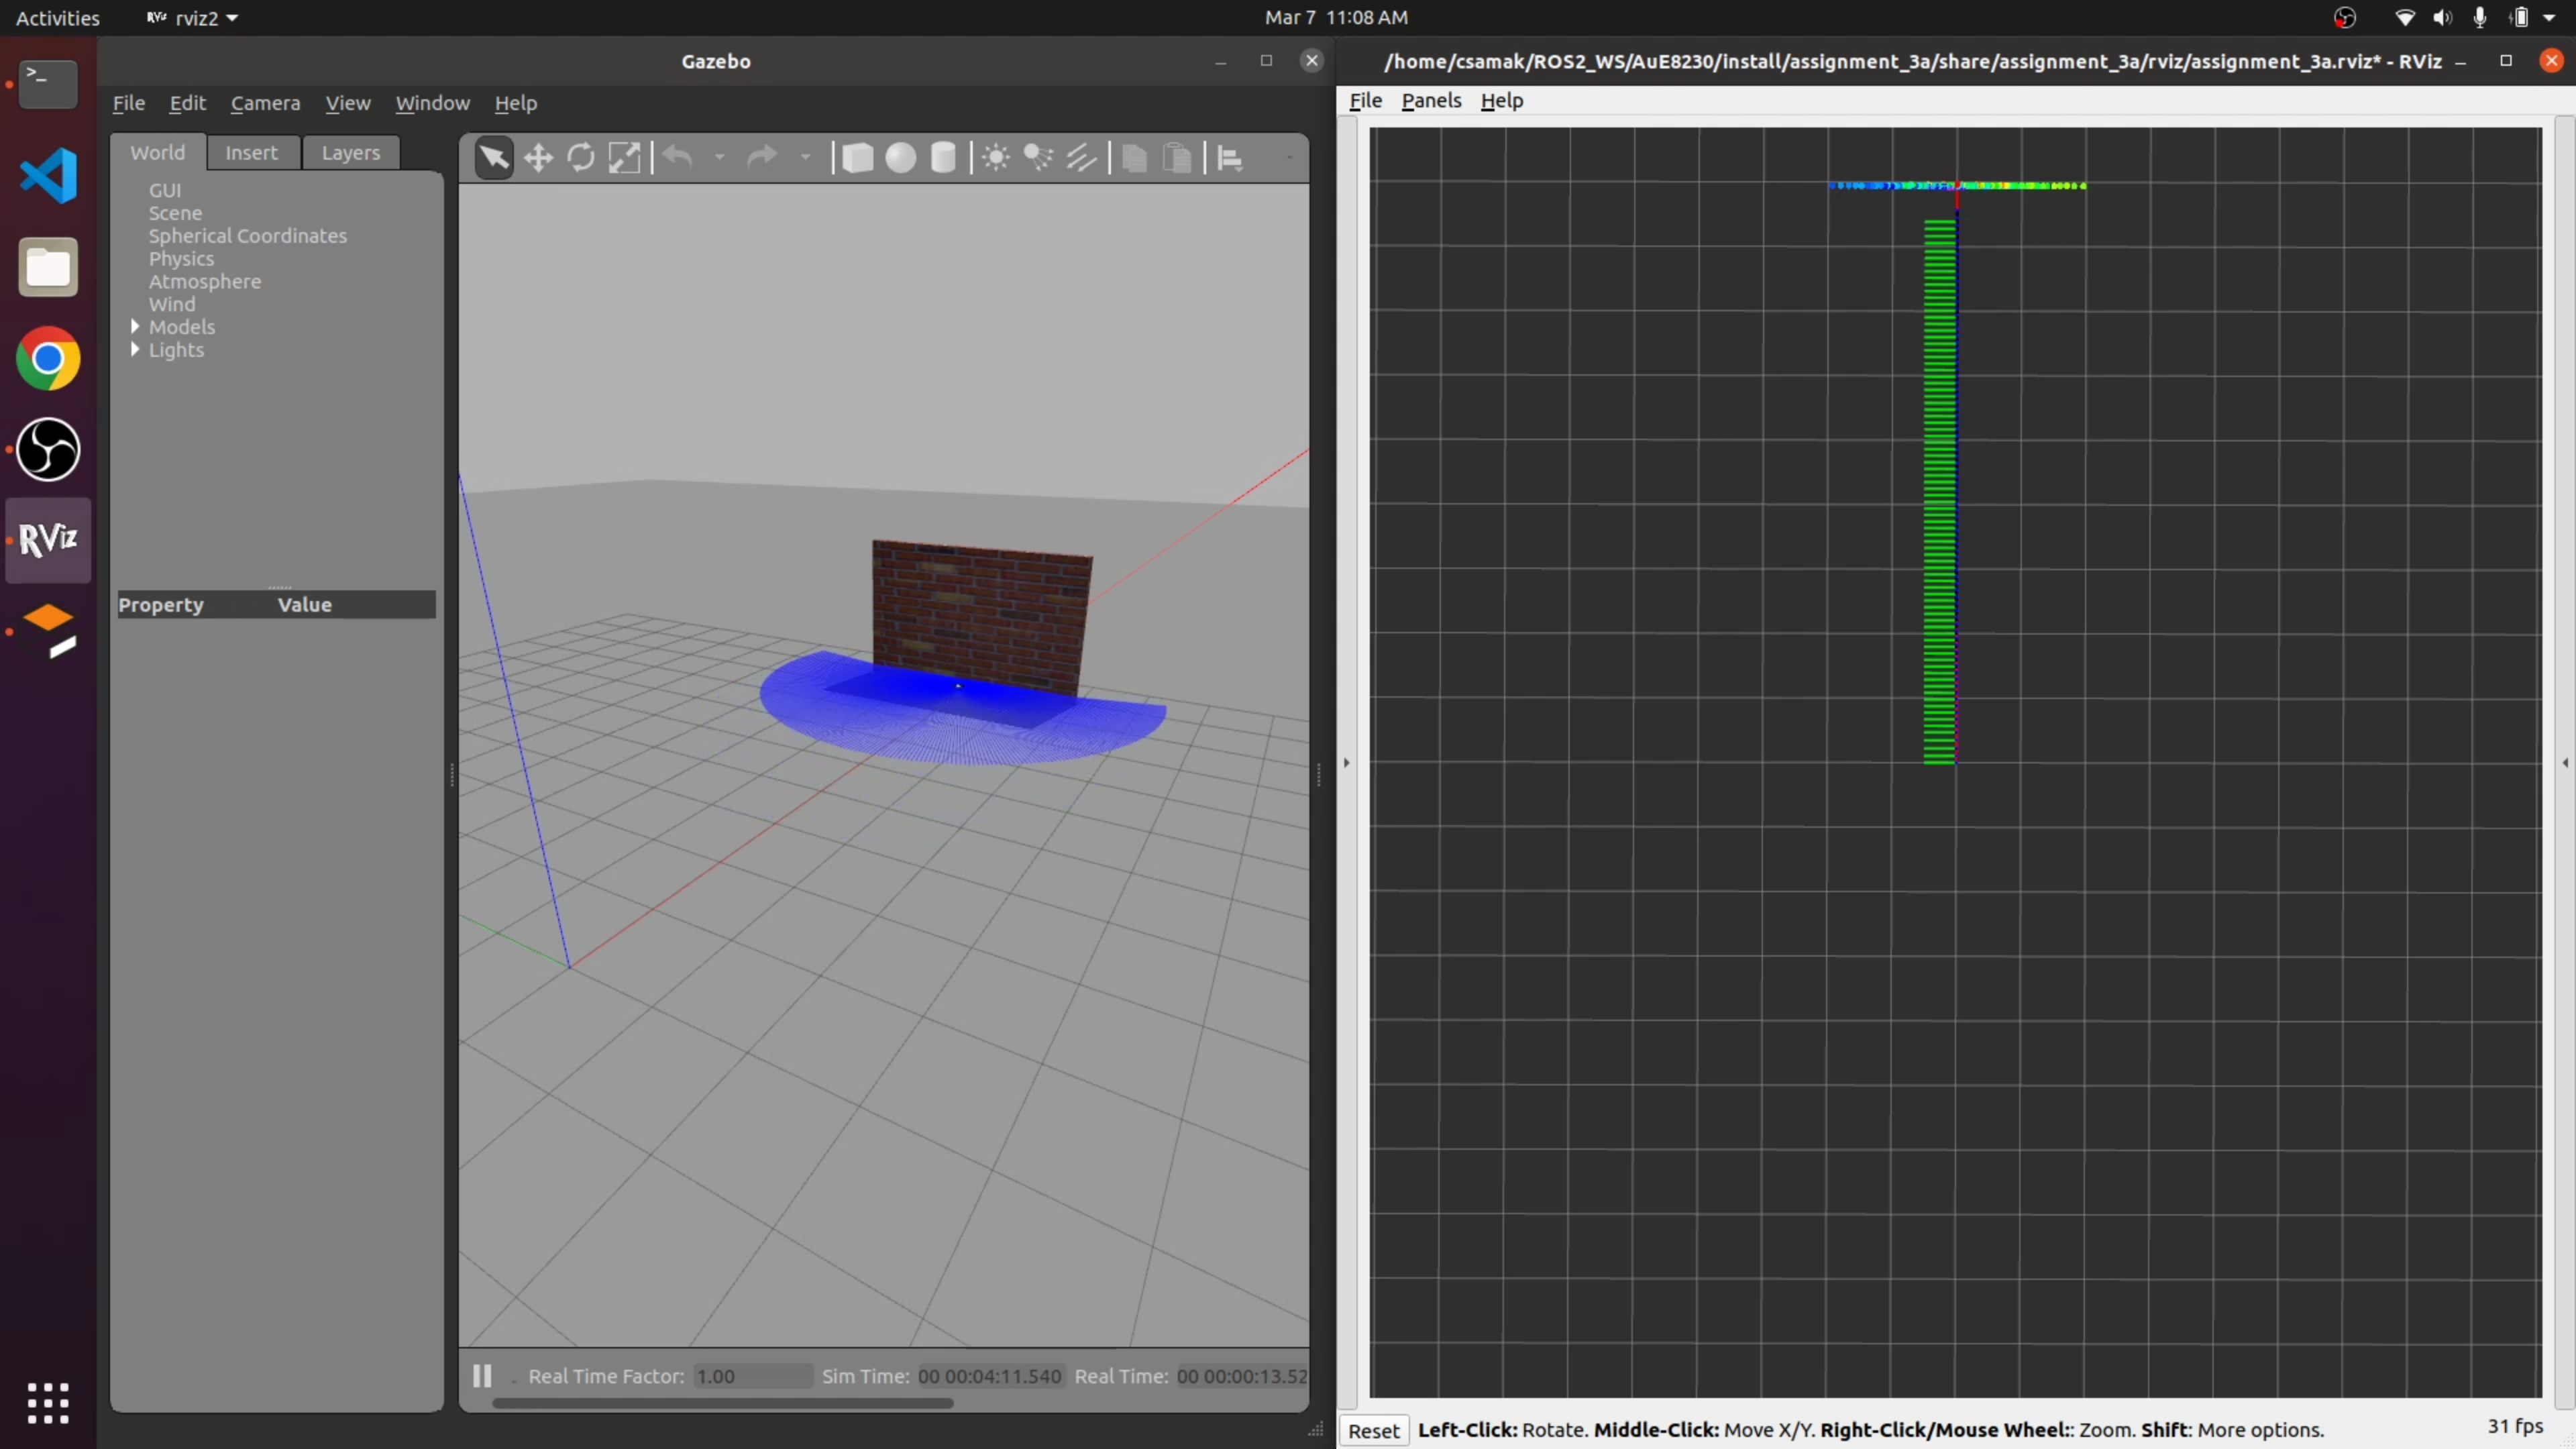 Activities
RViz rviz2
Mar 7 11:08 AM
Gazebo
File Edit Camera View Window Help
World Insert Layers
GUI
Scene
Spherical Coordinates
Physics
Atmosphere
Wind
Models
Lights
Property Value
RViz
Real Time Factor: 1.00 Sim Time: 00 00:04:11.540 Real Time: 00 00:00:13.52
/home/csamak/ROS2_WS/AuE8230/install/assignment_3a/share/assignment_3a/rviz/assignment_3a.rviz* - RViz
File Panels Help
Reset Left-Click: Rotate. Middle-Click: Move X/Y. Right-Click/Mouse Wheel:: Zoom. Shift: More options. 31 fps